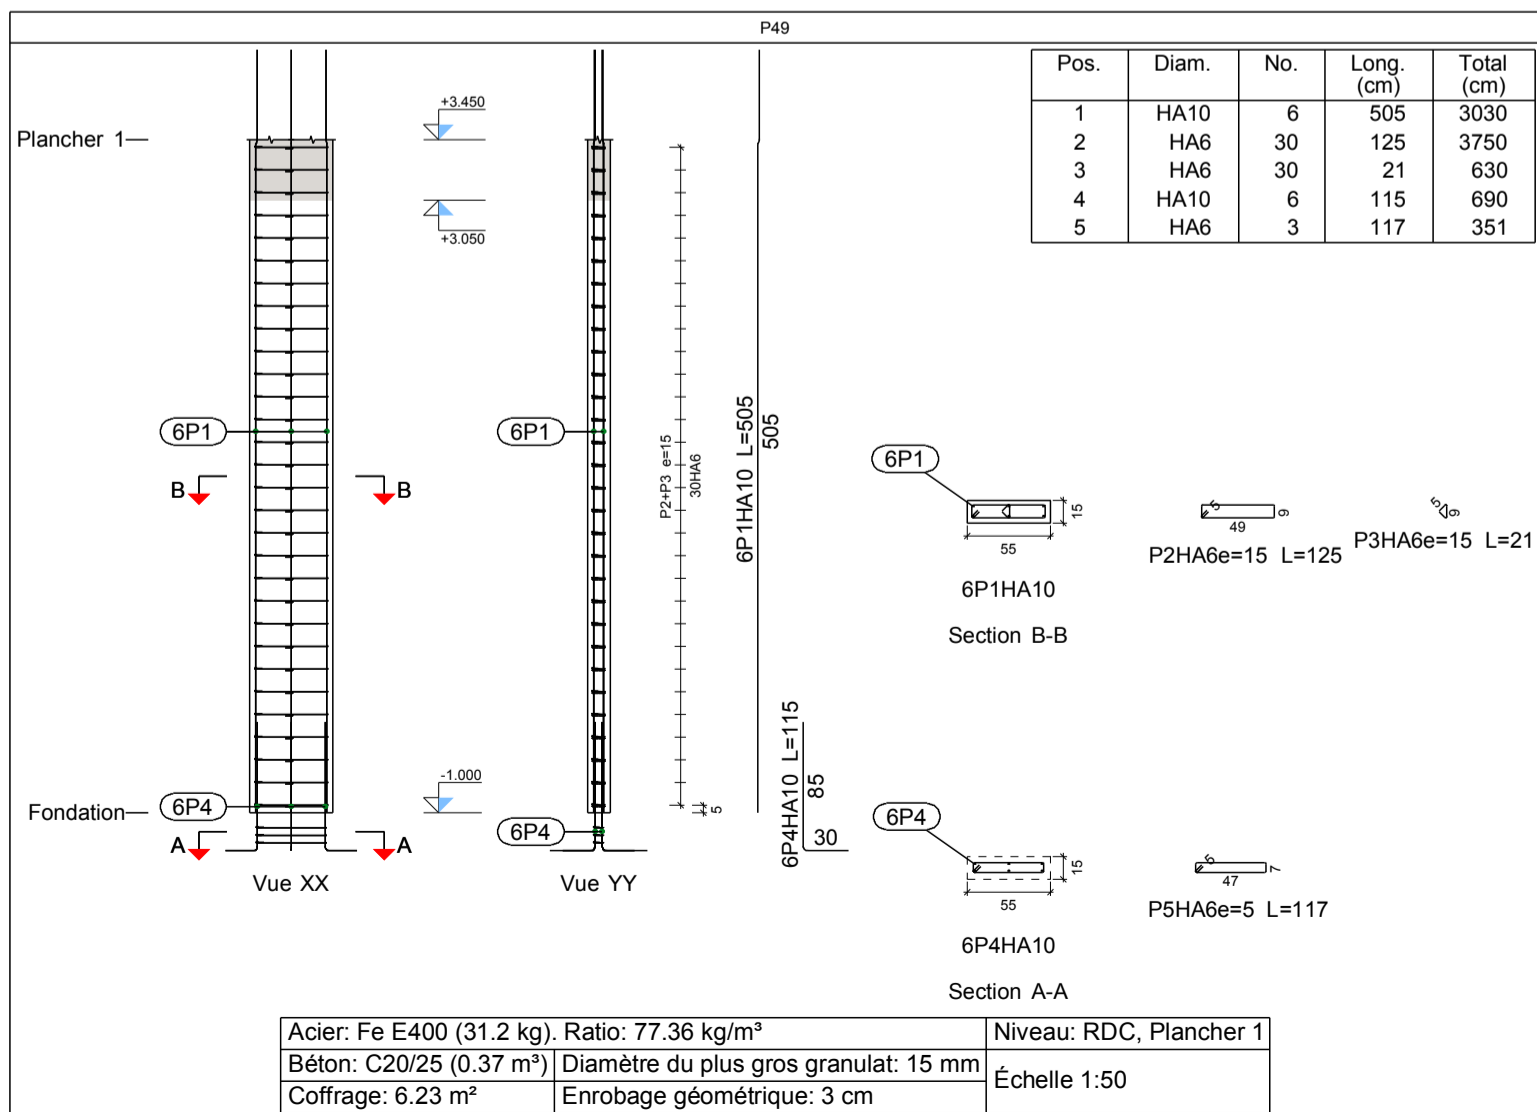 P49
Pos. Diam. No. Long. (cm) Total (cm)
1 HA10 6 505 3030
2 HA6 30 125 3750
3 HA6 30 21 630
4 HA10 6 115 690
5 HA6 3 117 351
+3.450
Plancher 1
+3.050
6P1
6P1
B B
P2+P3 e=15
30HA6
6P1HA10 L=505
505
6P1
15
55
6P1HA10
Section B-B
5
49
9
P2HA6e=15 L=125
5
9
P3HA6e=15 L=21
-1.000
Fondation
6P4
5
A A
6P4
6P4HA10 L=115
85
30
Vue XX
Vue YY
6P4
15
55
6P4HA10
Section A-A
5
47
7
P5HA6e=5 L=117
Acier: Fe E400 (31.2 kg). Ratio: 77.36 kg/m³
Niveau: RDC, Plancher 1
Béton: C20/25 (0.37 m³)
Diamètre du plus gros granulat: 15 mm
Échelle 1:50
Coffrage: 6.23 m²
Enrobage géométrique: 3 cm